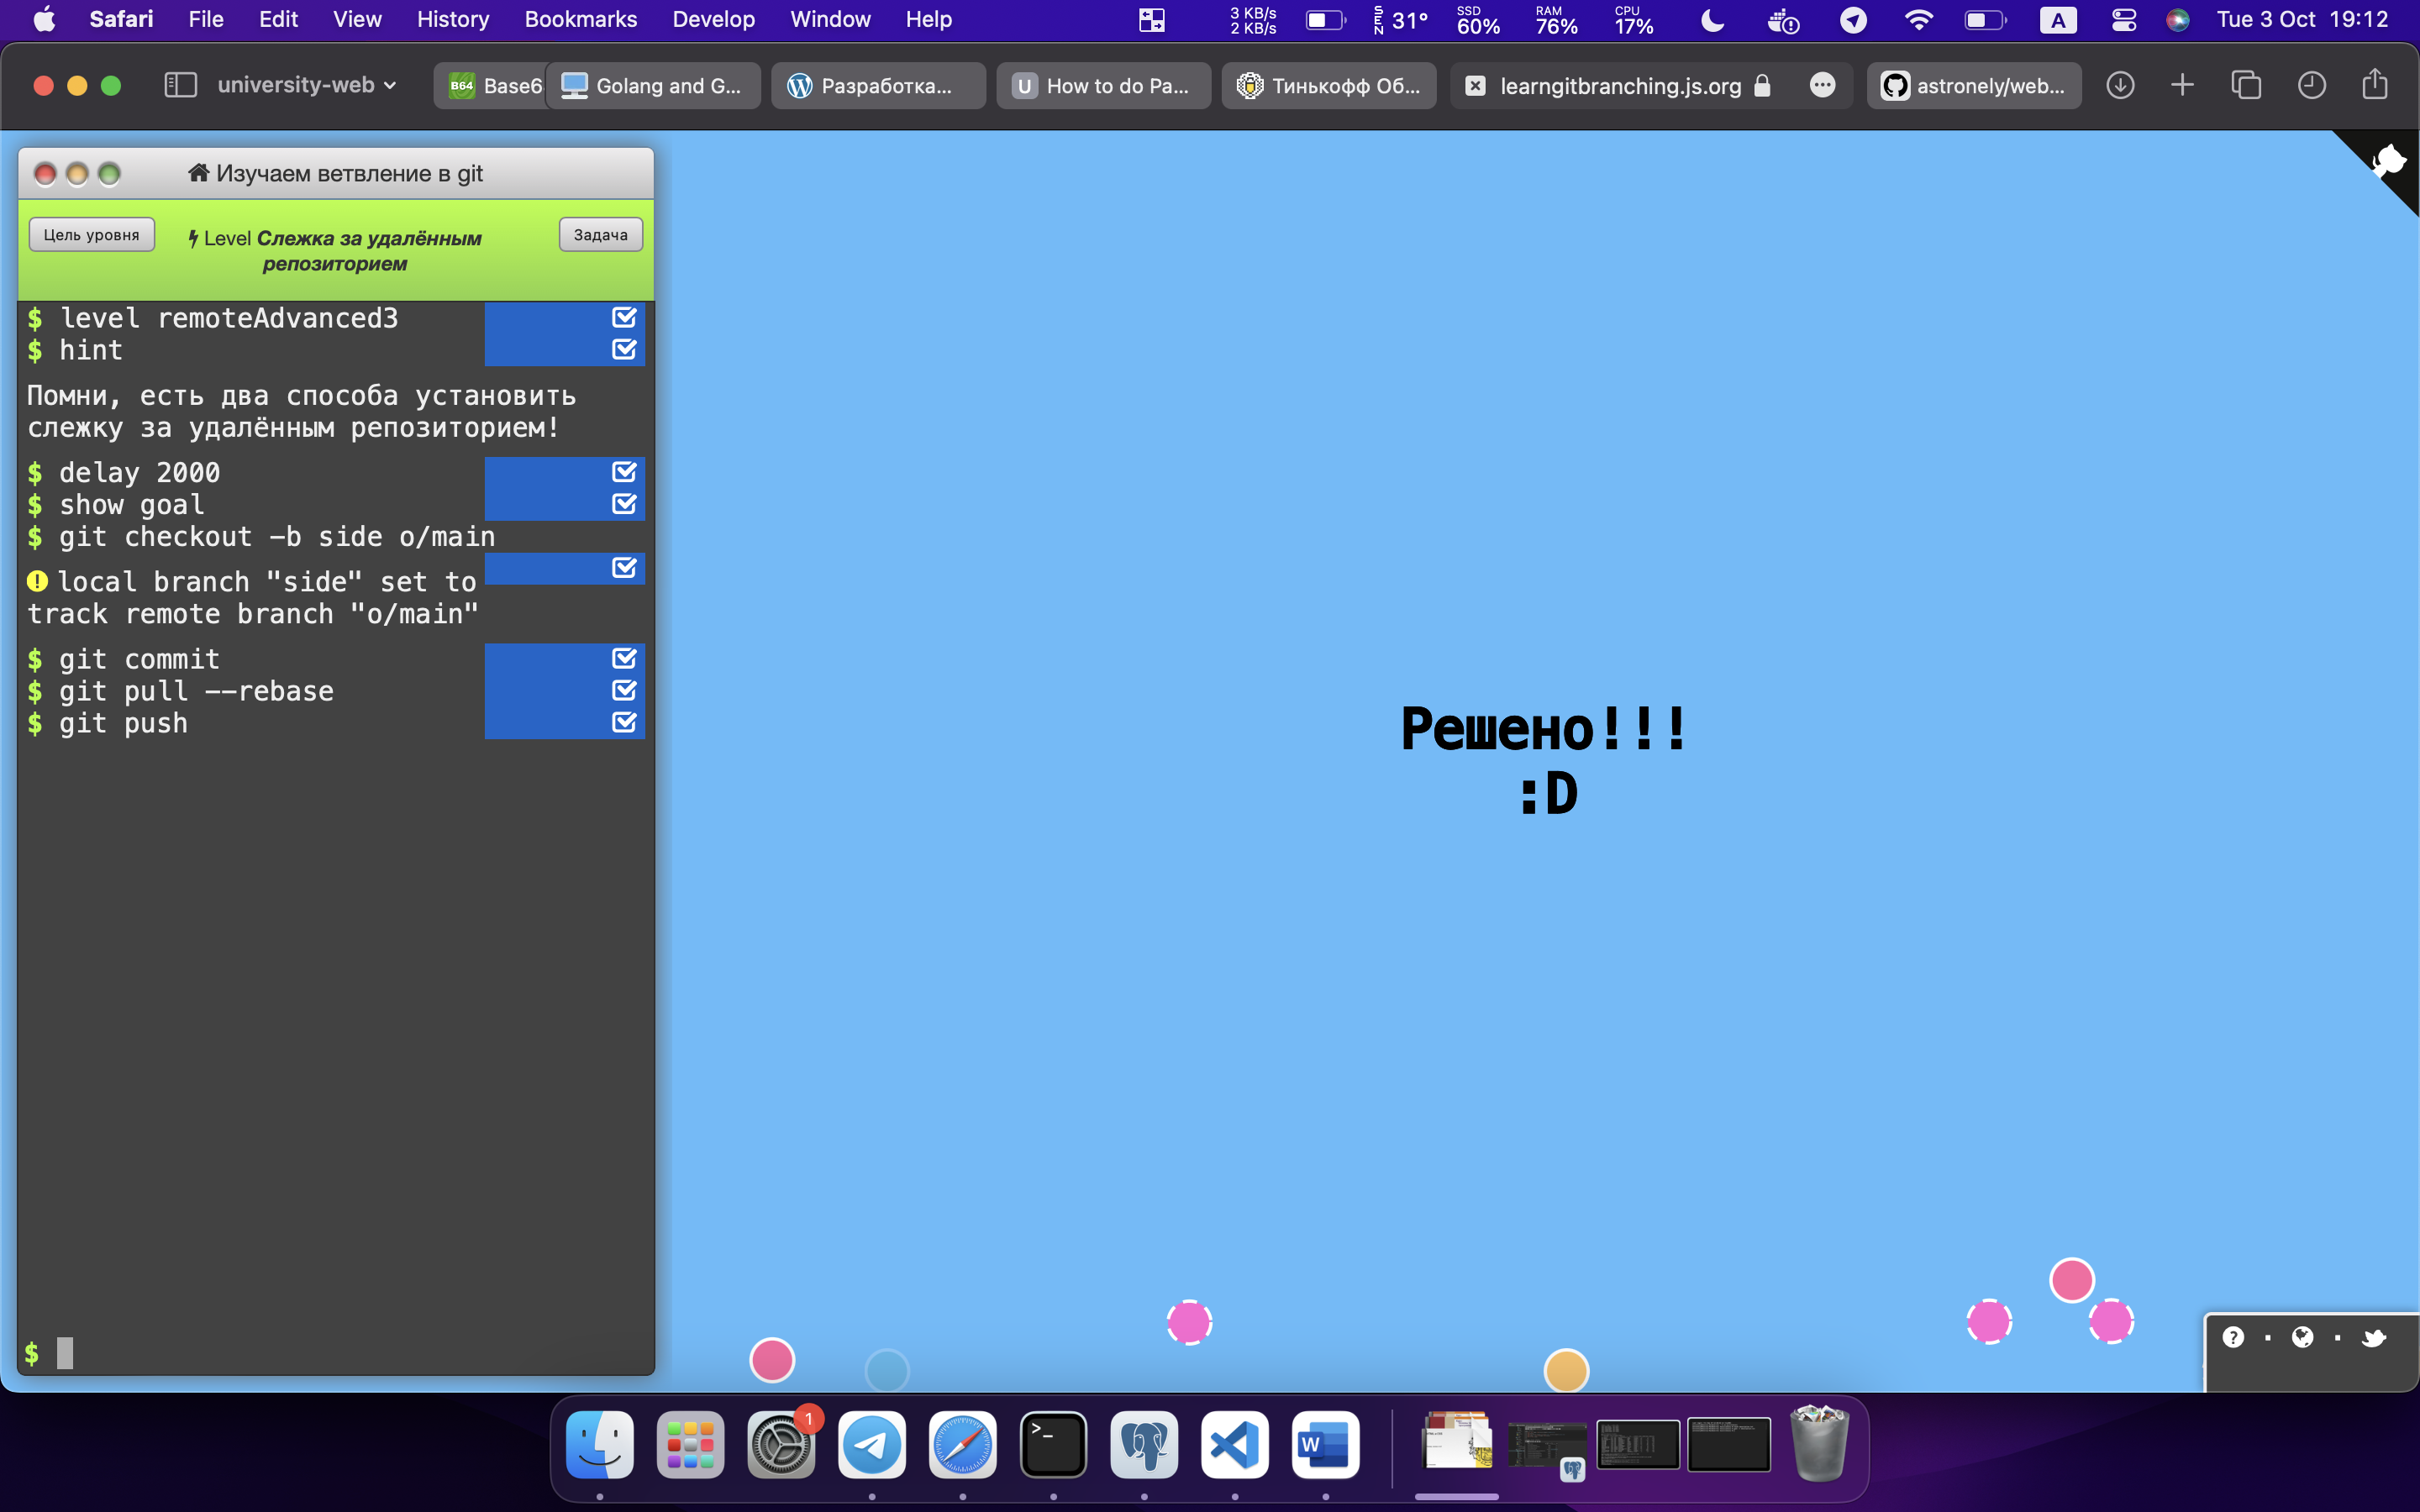 Safari File Edit View History Bookmarks Develop Window Help
3 KB/s
2 KB/s
SEN 31°
SSD
60%
RAM
76%
CPU
17%
A
Tue 3 Oct 19:12
university-web
B64 Base6
Golang and G...
Разработка...
U How to do Pa...
Тинькофф Об...
learngitbranching.js.org
astronely/web...
Изучаем ветвление в git
Цель уровня
Level Слежка за удалённым
репозиторием
Задача
$ level remoteAdvanced3
$ hint
Помни, есть два способа установить
слежку за удалённым репозиторием!
$ delay 2000
$ show goal
$ git checkout -b side o/main
local branch "side" set to
track remote branch "o/main"
$ git commit
$ git pull --rebase
$ git push
$
Решено!!!
:D
1
>_
W